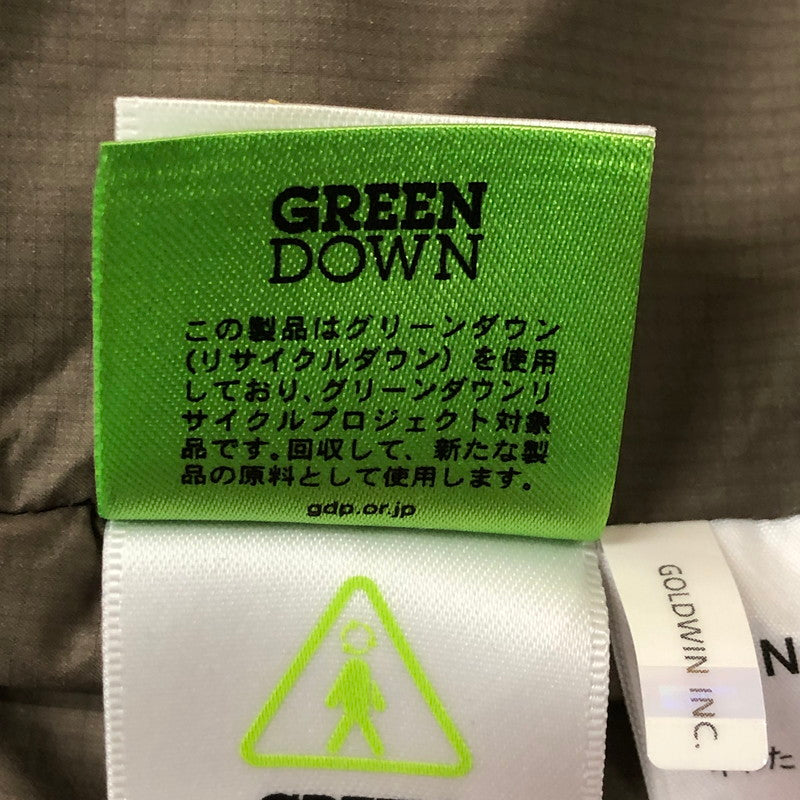 GREEN
DOWN
この製品はグリーンダウン
(リサイクルダウン) を使用
しており、グリーンダウンリ
サイクルプロジェクト対象
品です。回収して、新たな製
品の原料として使用します。
gdp.or.jp
GOLDWIN INC.
N
た